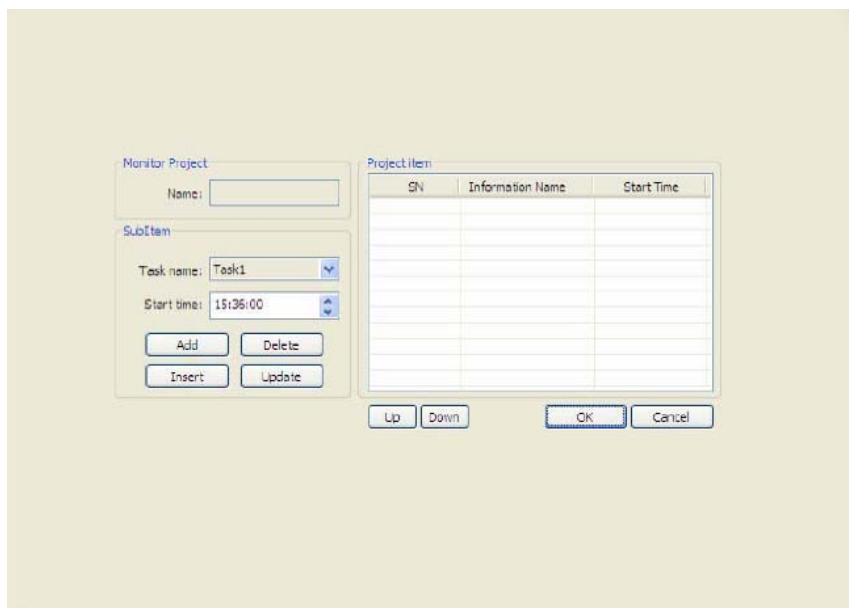 Monitor Project
Name:
SubItem
Task name: Task1
Start time: 15:36:00
Add Delete
Insert Update
Project item
SN Information Name Start Time
Up Down OK Cancel